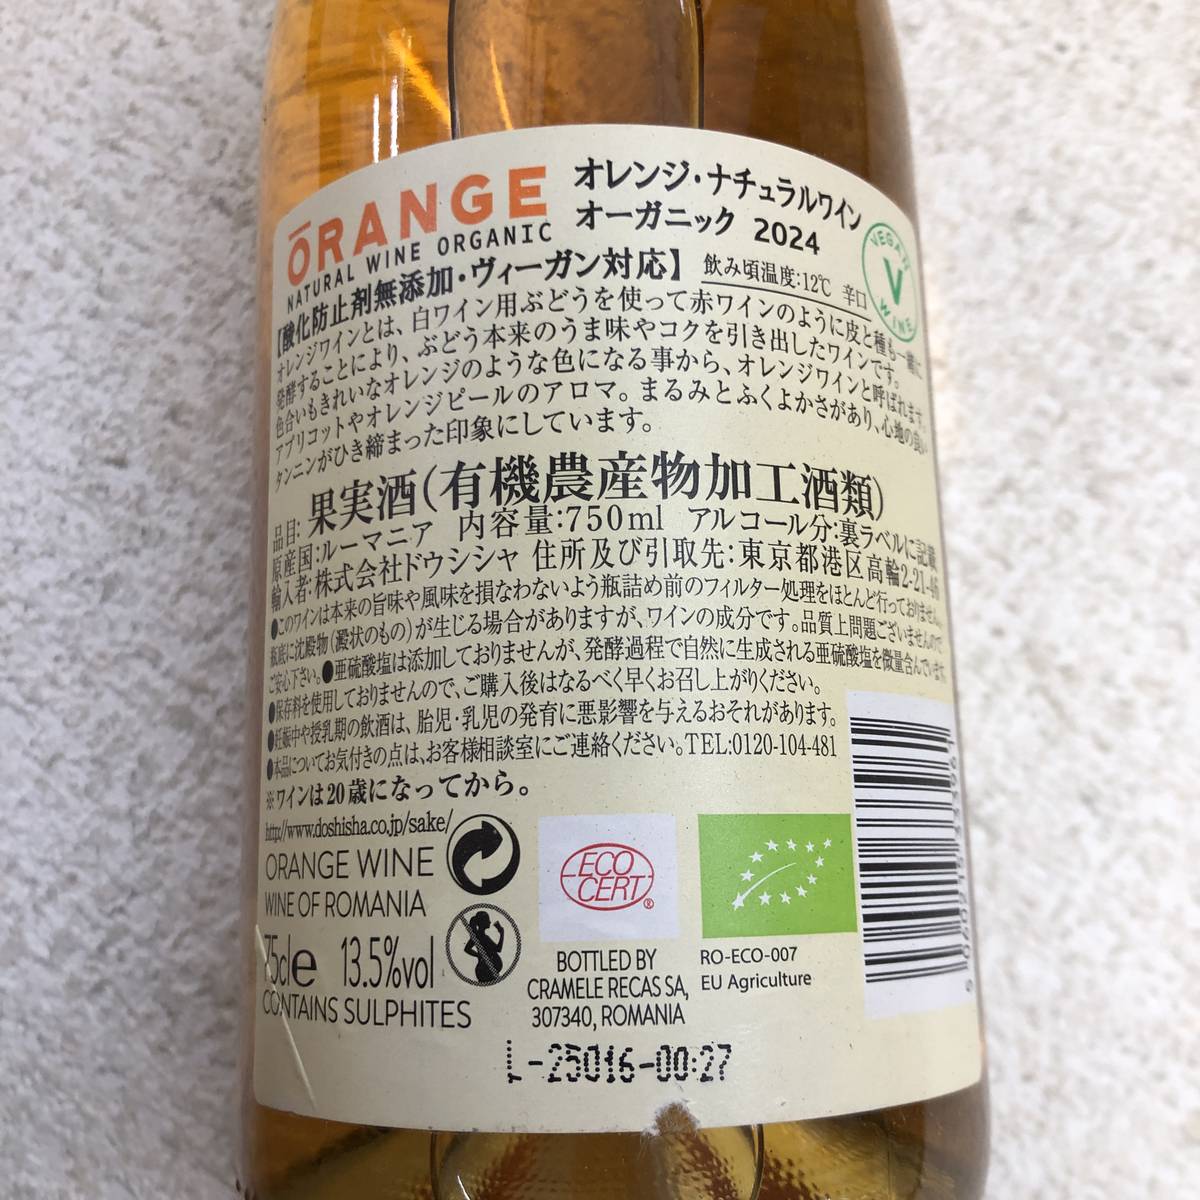 ORANGE
NATURAL WINE ORGANIC
オレンジ・ナチュラルワイン
オーガニック 2024
VEGAN
V
WINE
【酸化防止剤無添加・ヴィーガン対応】 飲み頃温度:12℃ 辛口
オレンジワインとは、白ワイン用ぶどうを使って赤ワインのように皮と種も一緒に
発酵することにより、ぶどう本来のうま味やコクを引き出したワインです。
色合いもきれいなオレンジのような色になる事から、オレンジワインと呼ばれます。
アプリコットやオレンジピールのアロマ。まるみとふくよかさがあり、心地の良い
タンニンがひき締まった印象にしています。
品目: 果実酒(有機農産物加工酒類)
原産国:ルーマニア 内容量:750ml アルコール分:裏ラベルに記載
輸入者:株式会社ドウシシャ 住所及び引取先:東京都港区高輪2-21-46
●このワインは本来の旨味や風味を損なわないよう瓶詰め前のフィルター処理をほとんど行っておりません。
瓶底に沈殿物(澱状のもの)が生じる場合がありますが、ワインの成分です。品質上問題ございませんので
ご安心下さい。●亜硫酸塩は添加しておりませんが、発酵過程で自然に生成される亜硫酸塩を微量含んでいます。
●保存料を使用しておりませんので、ご購入後はなるべく早くお召し上がりください。
●妊娠中や授乳期の飲酒は、胎児・乳児の発育に悪影響を与えるおそれがあります。
●本品についてお気付きの点は、お客様相談室にご連絡ください。TEL:0120-104-481
※ワインは20歳になってから。
http://www.doshisha.co.jp/sake/
ORANGE WINE
WINE OF ROMANIA
75cle 13.5%vol
CONTAINS SULPHITES
ECO
CERT®
BOTTLED BY
CRAMELE RECAS SA,
307340, ROMANIA
RO-ECO-007
EU Agriculture
L-25016-00:27